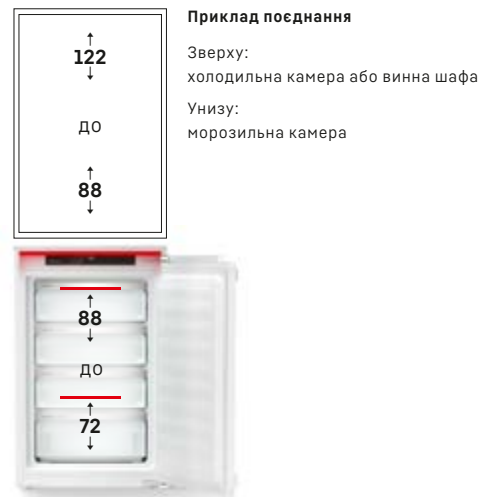 Приклад поєднання
Зверху:
холодильна камера або винна шафа
Унизу:
морозильна камера
122
до
88
88
до
72